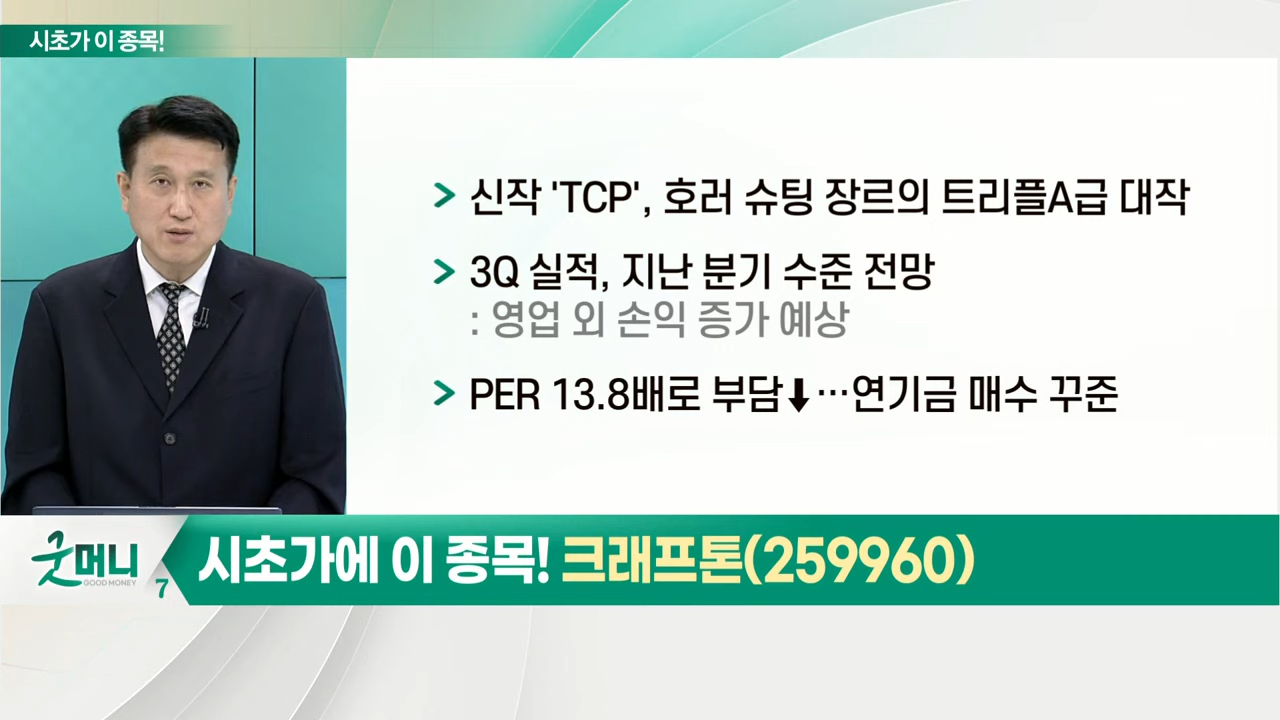 시초가 이 종목!
> 신작 'TCP', 호러 슈팅 장르의 트리플A급 대작
> 3Q 실적, 지난 분기 수준 전망
: 영업 외 손익 증가 예상
> PER 13.8배로 부담⬇…연기금 매수 꾸준
굿머니
GOOD MONEY
7
시초가에 이 종목! 크래프톤(259960)